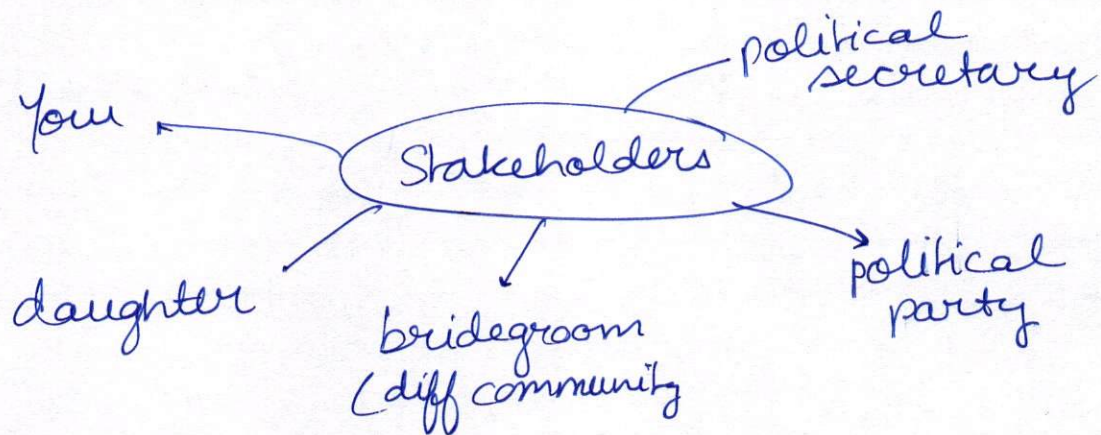 political
secretary
You
Stakeholders
daughter
bridegroom
(diff community
political
party